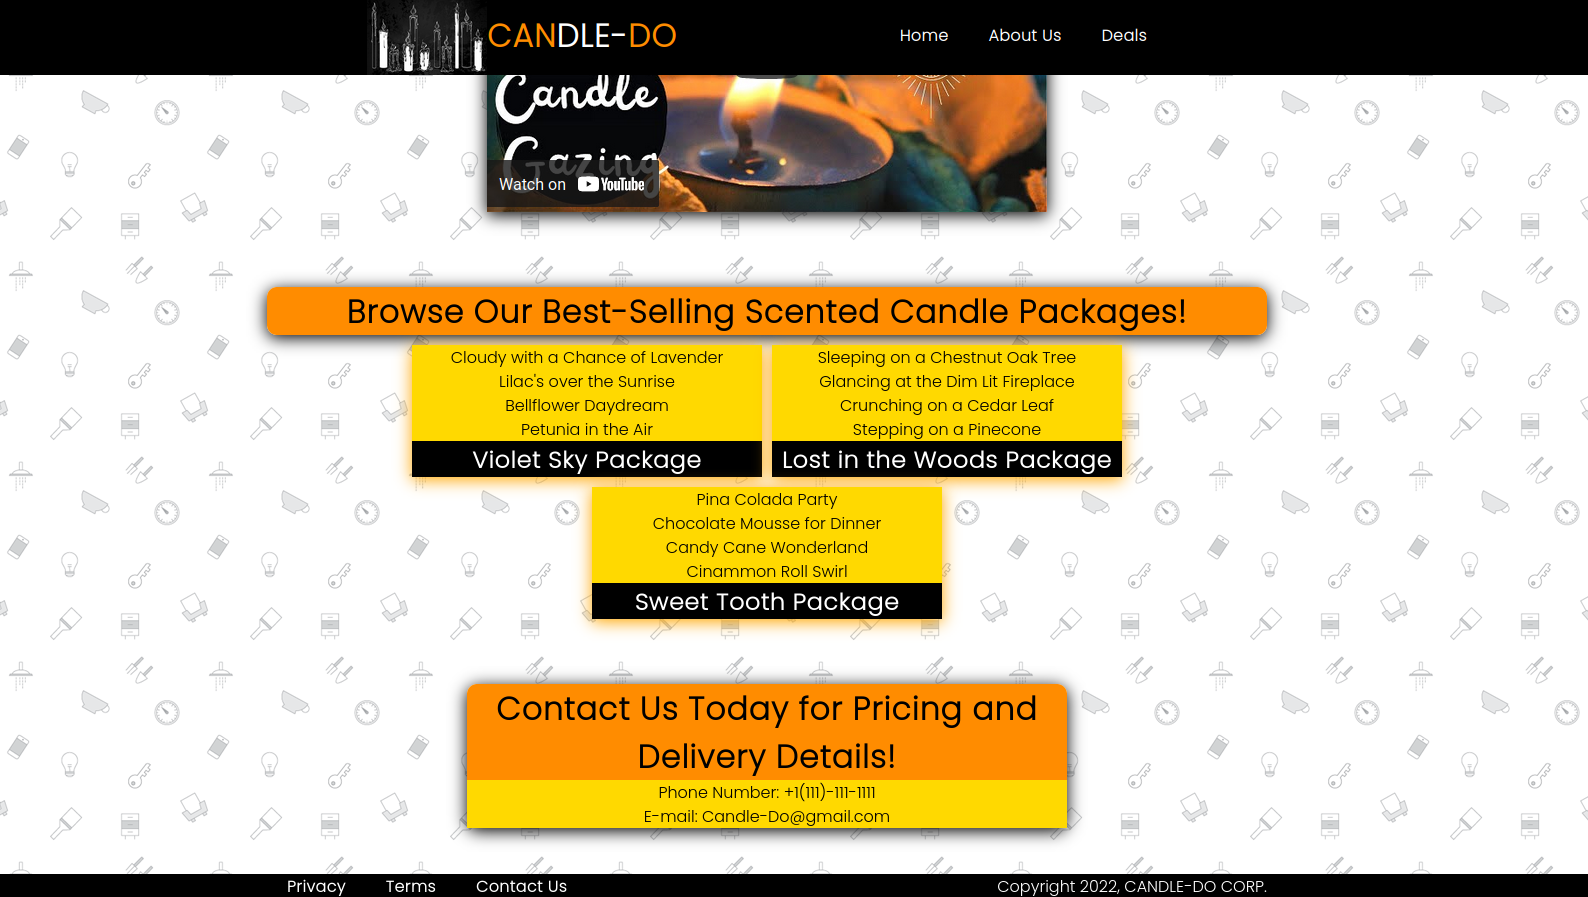 CANDLE-DO
Home About Us Deals
Candle
Gazing
Watch on YouTube
Browse Our Best-Selling Scented Candle Packages!
Cloudy with a Chance of Lavender
Lilac's over the Sunrise
Bellflower Daydream
Petunia in the Air
Violet Sky Package
Sleeping on a Chestnut Oak Tree
Glancing at the Dim Lit Fireplace
Crunching on a Cedar Leaf
Stepping on a Pinecone
Lost in the Woods Package
Pina Colada Party
Chocolate Mousse for Dinner
Candy Cane Wonderland
Cinammon Roll Swirl
Sweet Tooth Package
Contact Us Today for Pricing and
Delivery Details!
Phone Number: +1(111)-111-1111
E-mail: Candle-Do@gmail.com
Privacy Terms Contact Us
Copyright 2022, CANDLE-DO CORP.